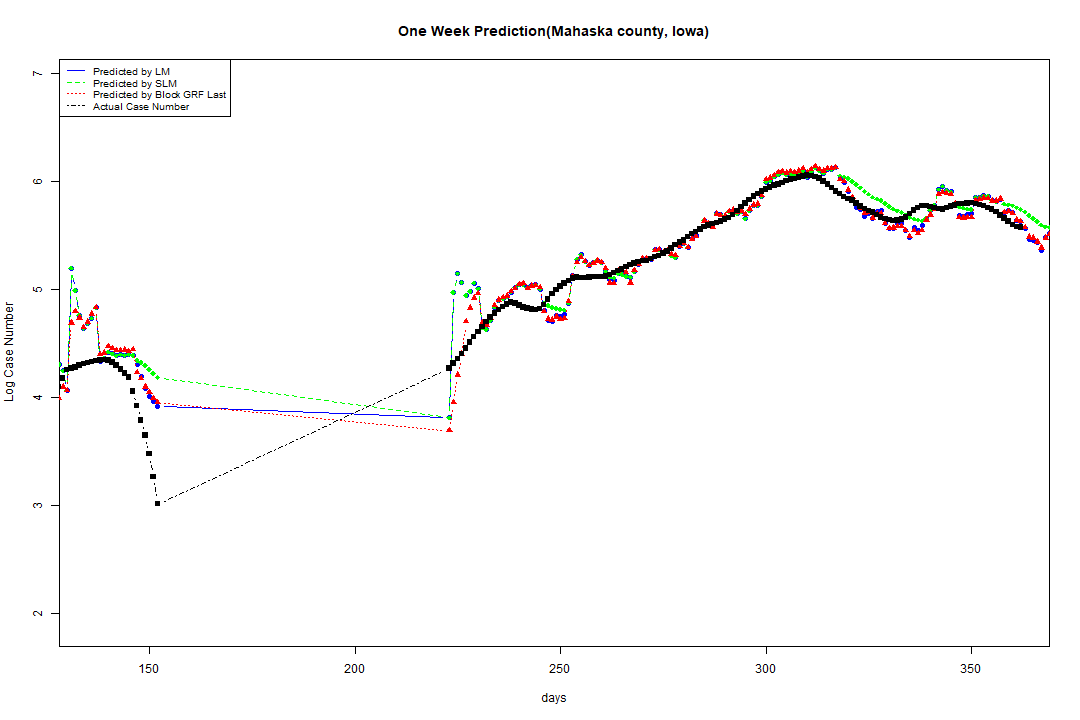 One Week Prediction(Mahaska county, Iowa)
Predicted by LM
Predicted by SLM
Predicted by Block GRF Last
Actual Case Number
7
6
5
4
3
2
Log Case Number
150
200
250
300
350
days